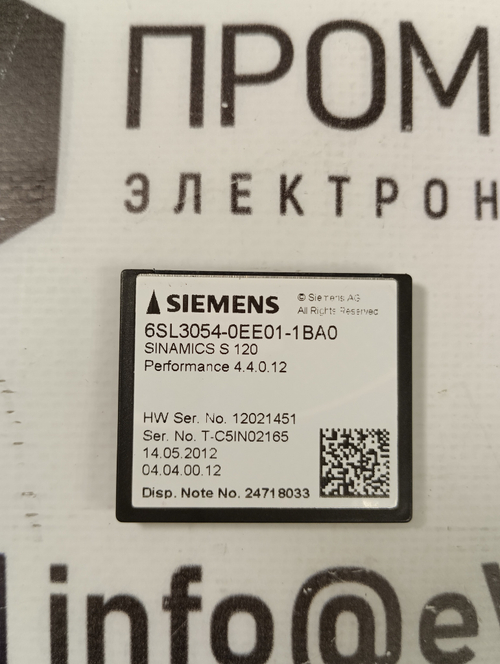 ПРОМ
ЭЛЕКТРОН
SIEMENS
© Siemens AG
All Rights Reserved
6SL3054-0EE01-1BA0
SINAMICS S 120
Performance 4.4.0.12
HW Ser. No. 12021451
Ser. No. T-C5IN02165
14.05.2012
04.04.00.12
Disp. Note No. 24718033
info@e